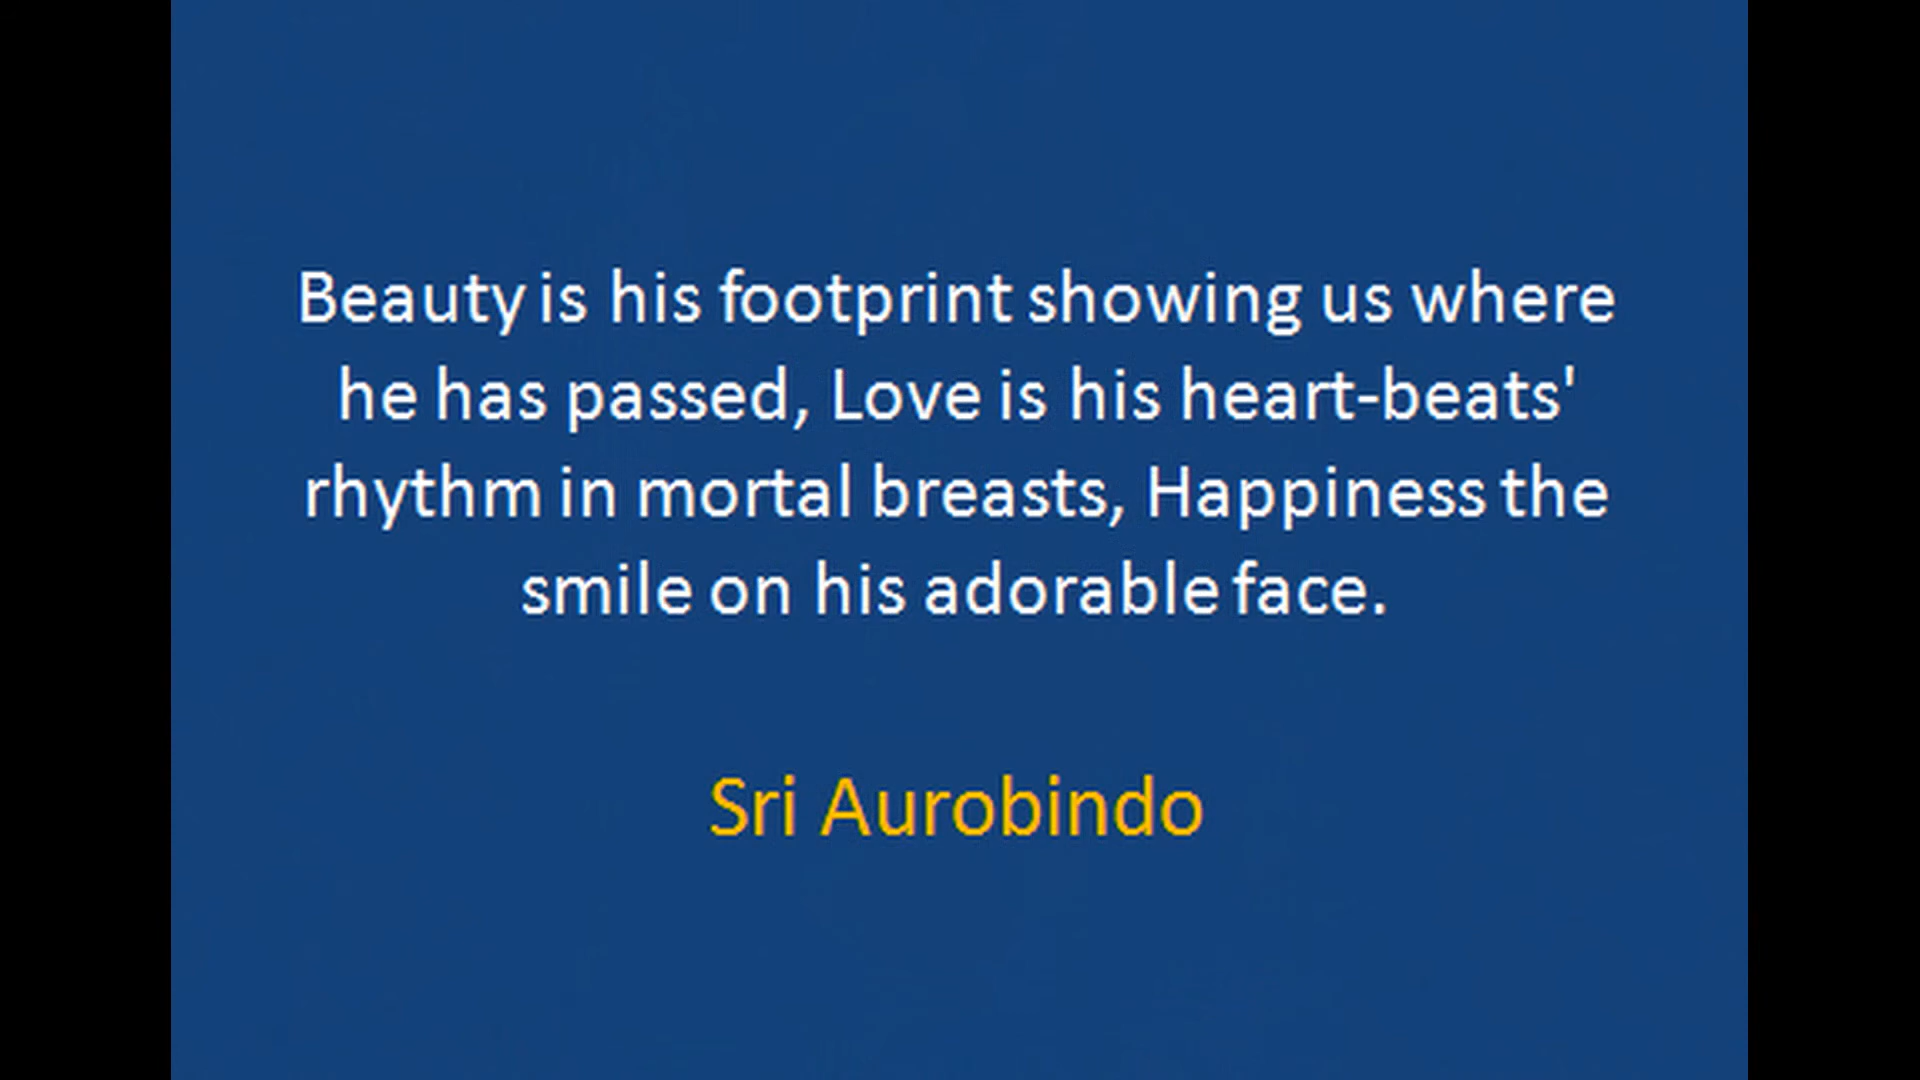 Beauty is his footprint showing us where
he has passed, Love is his heart-beats'
rhythm in mortal breasts, Happiness the
smile on his adorable face.
Sri Aurobindo